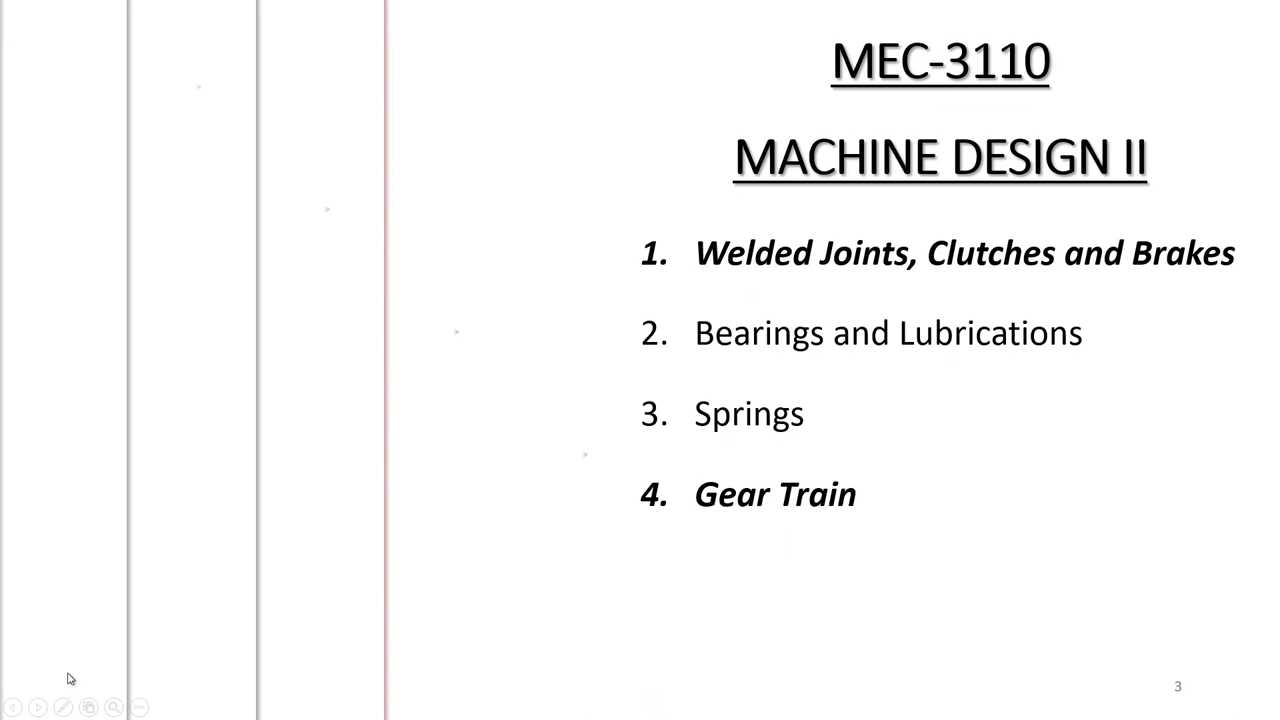 MEC-3110
MACHINE DESIGN II
1. Welded Joints, Clutches and Brakes
2. Bearings and Lubrications
3. Springs
4. Gear Train
3